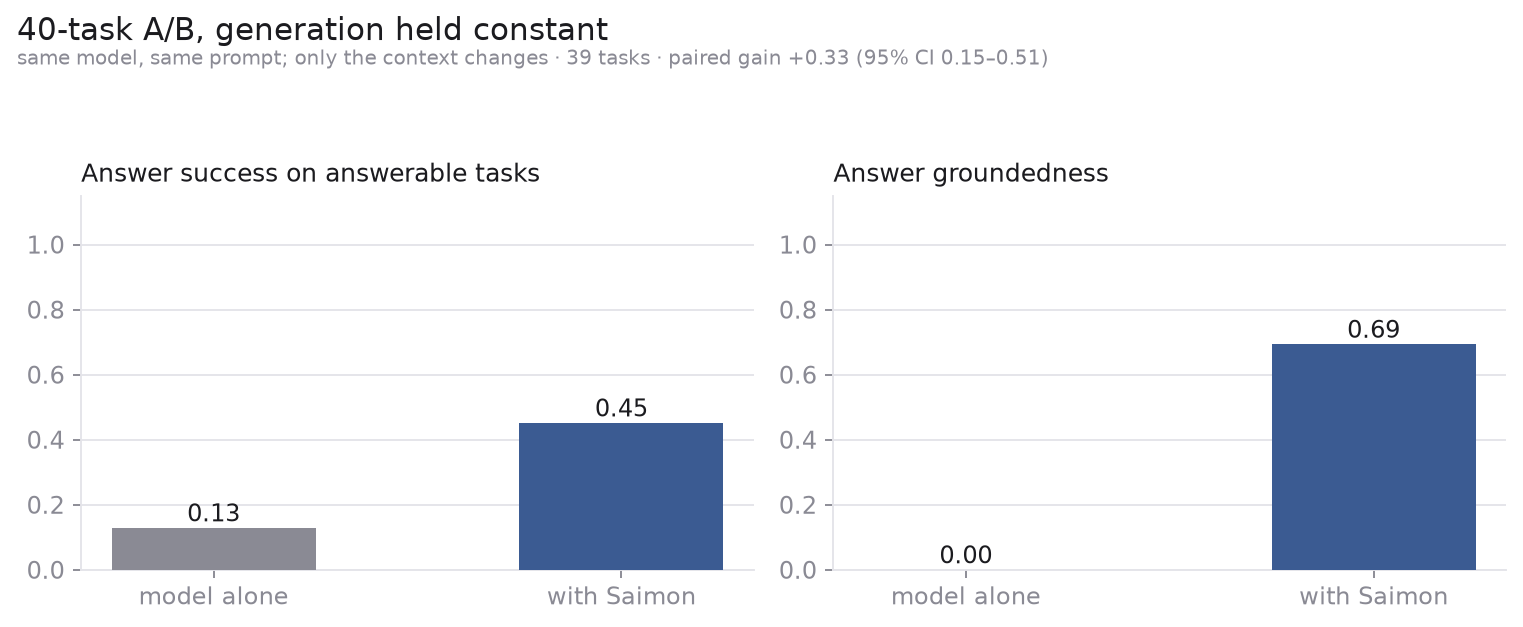 40-task A/B, generation held constant
same model, same prompt; only the context changes · 39 tasks · paired gain +0.33 (95% CI 0.15–0.51)
Answer success on answerable tasks
1.0
0.8
0.6
0.4
0.2
0.0
0.13
0.45
model alone
with Saimon
Answer groundedness
1.0
0.8
0.6
0.4
0.2
0.0
0.00
0.69
model alone
with Saimon